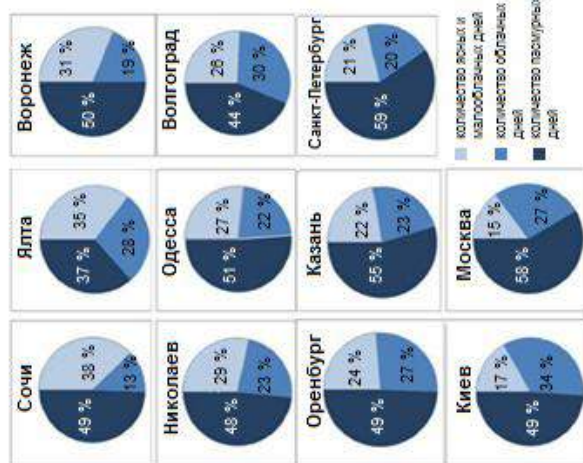 Сочи
38 %
13 %
49 %
Ялта
35 %
28 %
37 %
Воронеж
31 %
19 %
50 %
Николаев
29 %
23 %
48 %
Одесса
27 %
22 %
51 %
Волгоград
26 %
30 %
44 %
Оренбург
24 %
27 %
49 %
Казань
22 %
23 %
55 %
Санкт-Петербург
21 %
20 %
59 %
Киев
17 %
34 %
49 %
Москва
15 %
27 %
58 %
количество ясных и
малооблачных дней
количество облачных
дней
количество пасмурных
дней